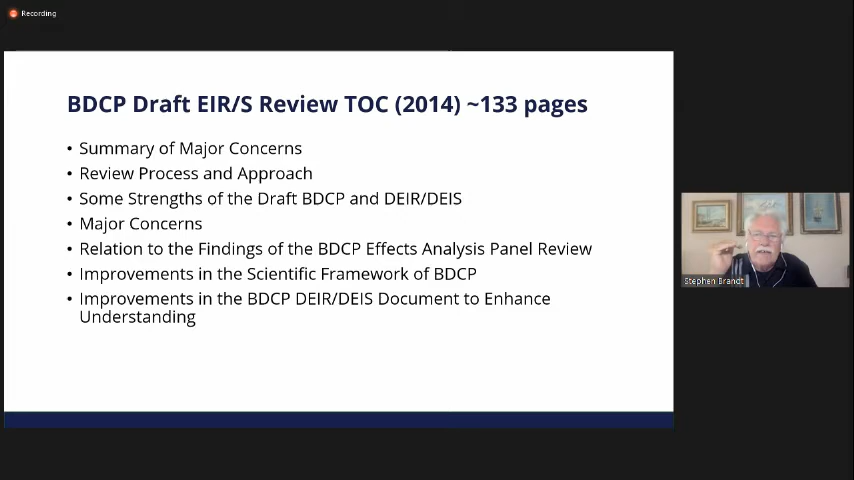 Recording
BDCP Draft EIR/S Review TOC (2014) ~133 pages
• Summary of Major Concerns
• Review Process and Approach
• Some Strengths of the Draft BDCP and DEIR/DEIS
• Major Concerns
• Relation to the Findings of the BDCP Effects Analysis Panel Review
• Improvements in the Scientific Framework of BDCP
• Improvements in the BDCP DEIR/DEIS Document to Enhance
Understanding
Stephen Brandt